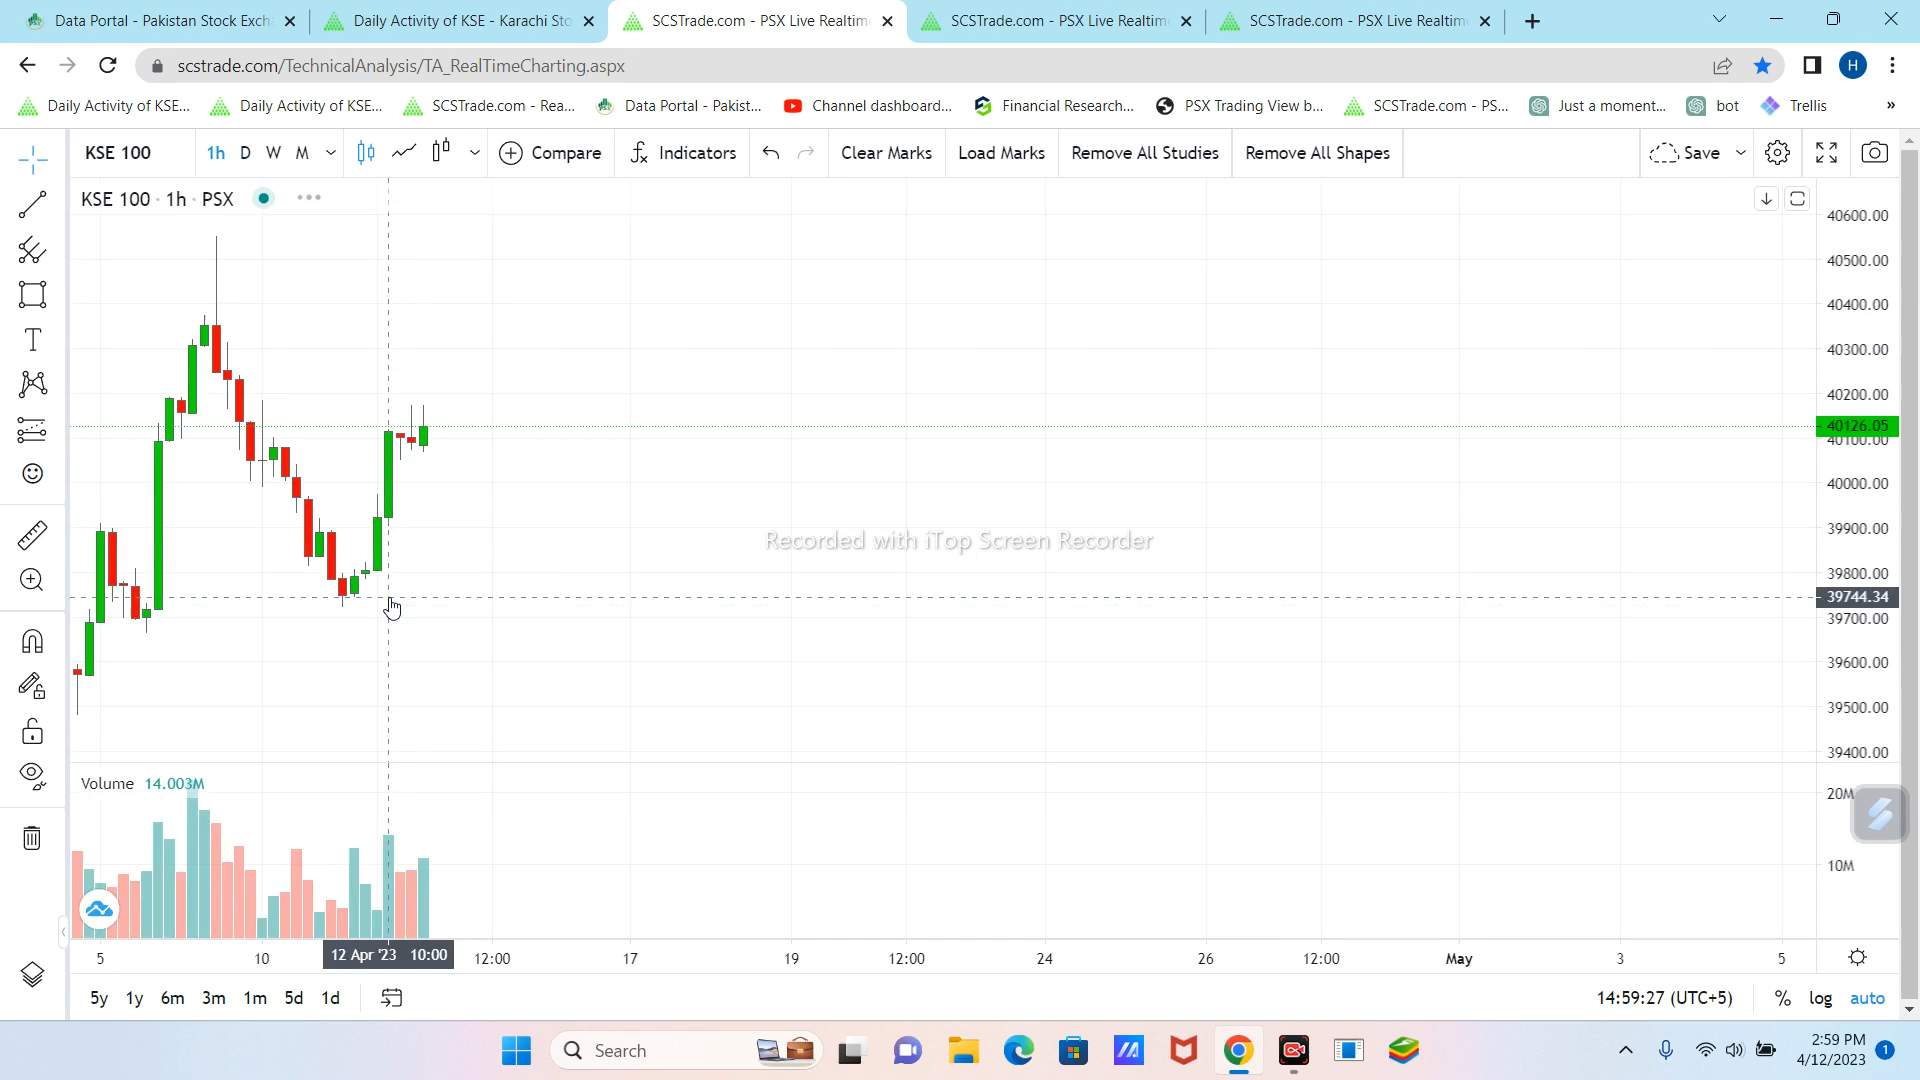 Data Portal - Pakistan Stock Exch
Daily Activity of KSE - Karachi Sto
SCSTrade.com - PSX Live Realtim
SCSTrade.com - PSX Live Realtim
SCSTrade.com - PSX Live Realtim
scstrade.com/TechnicalAnalysis/TA_RealTimeCharting.aspx
H
Daily Activity of KSE...
Daily Activity of KSE...
SCSTrade.com - Rea...
Data Portal - Pakist...
Channel dashboard...
Financial Research...
PSX Trading View b...
SCSTrade.com - PS...
Just a moment...
bot
Trellis
»
KSE 100
1h D W M
Compare
Indicators
Clear Marks
Load Marks
Remove All Studies
Remove All Shapes
Save
KSE 100 · 1h · PSX
40600.00
40500.00
40400.00
40300.00
40200.00
40126.05
40100.00
40000.00
39900.00
39800.00
39744.34
39700.00
39600.00
39500.00
39400.00
Recorded with iTop Screen Recorder
Volume 14.003M
20M
10M
5 10 12 Apr '23 10:00 12:00 17 19 12:00 24 26 12:00 May 3 5
5y 1y 6m 3m 1m 5d 1d
14:59:27 (UTC+5)
% log auto
Search
2:59 PM
4/12/2023
1